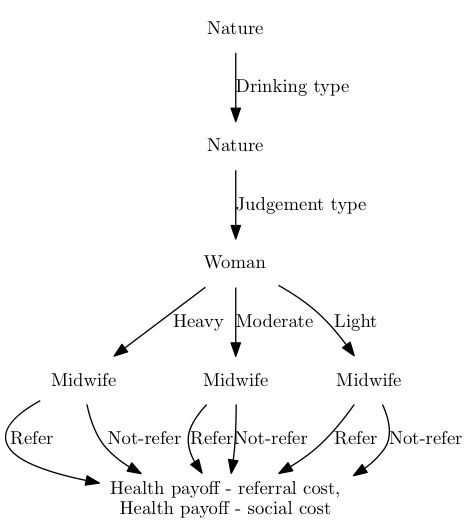 Nature
Drinking type
Nature
Judgement type
Woman
Heavy Moderate Light
Midwife Midwife Midwife
Refer Not-refer Refer Not-refer Refer Not-refer
Health payoff - referral cost,
Health payoff - social cost